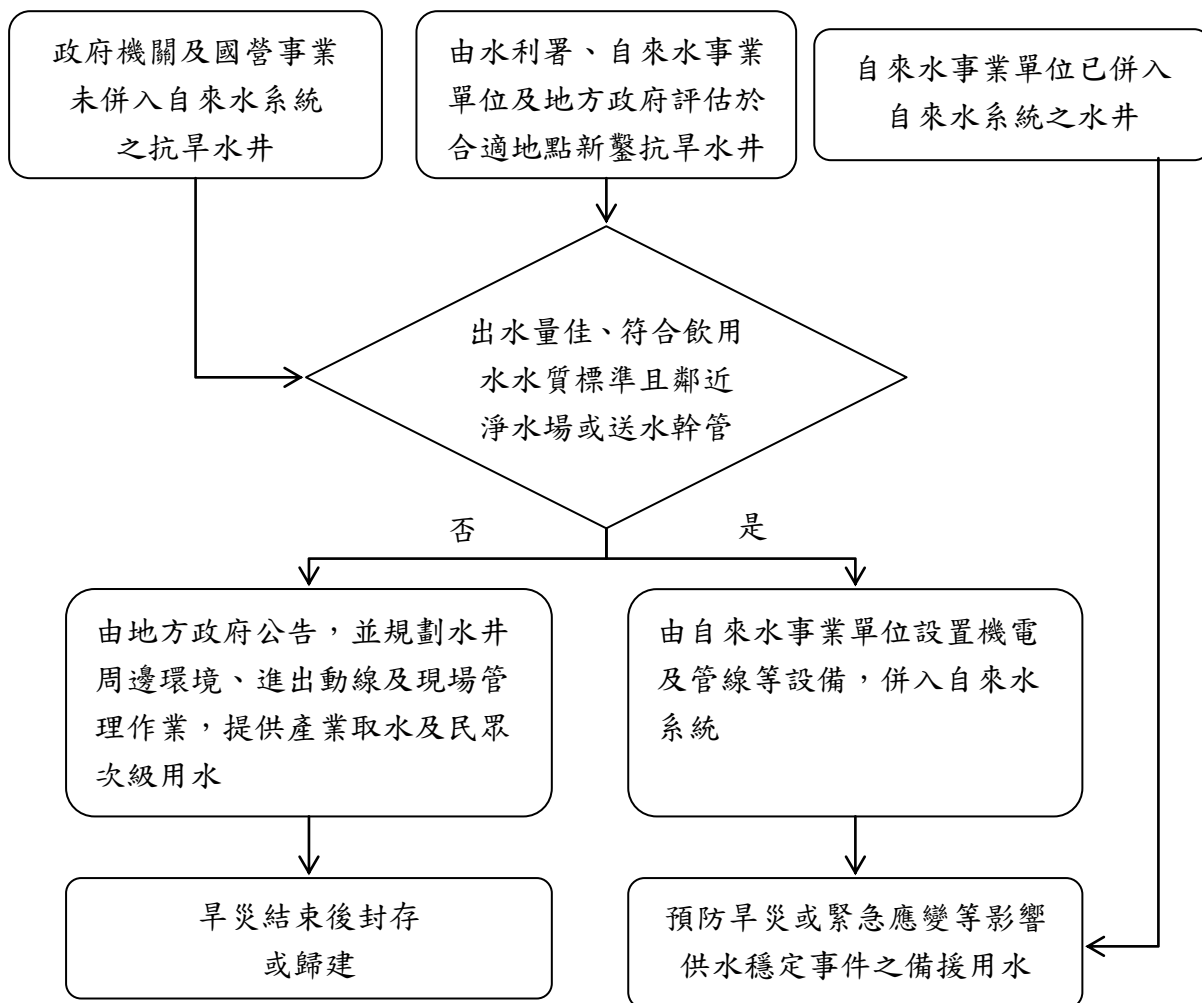 政府機關及國營事業
未併入自來水系統
之抗旱水井
由水利署、自來水事業
單位及地方政府評估於
合適地點新鑿抗旱水井
自來水事業單位已併入
自來水系統之水井
出水量佳、符合飲用
水水質標準且鄰近
淨水場或送水幹管
否
是
由地方政府公告，並規劃水井
周邊環境、進出動線及現場管
理作業，提供產業取水及民眾
次級用水
由自來水事業單位設置機電
及管線等設備，併入自來水
系統
旱災結束後封存
或歸建
預防旱災或緊急應變等影響
供水穩定事件之備援用水